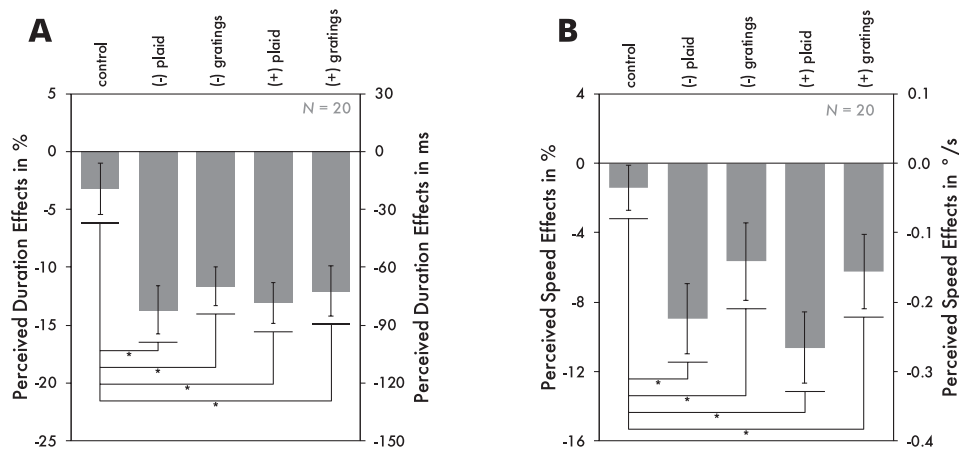 A
control
(-) plaid
(-) gratings
(+) plaid
(+) gratings
N = 20
Perceived Duration Effects in %
5
0
-5
-10
-15
-20
-25
30
0
-30
-60
-90
-120
-150
Perceived Duration Effects in ms
*
*
*
*
B
control
(-) plaid
(-) gratings
(+) plaid
(+) gratings
N = 20
Perceived Speed Effects in %
4
0
-4
-8
-12
-16
0.1
0.0
-0.1
-0.2
-0.3
-0.4
Perceived Speed Effects in °/s
*
*
*
*